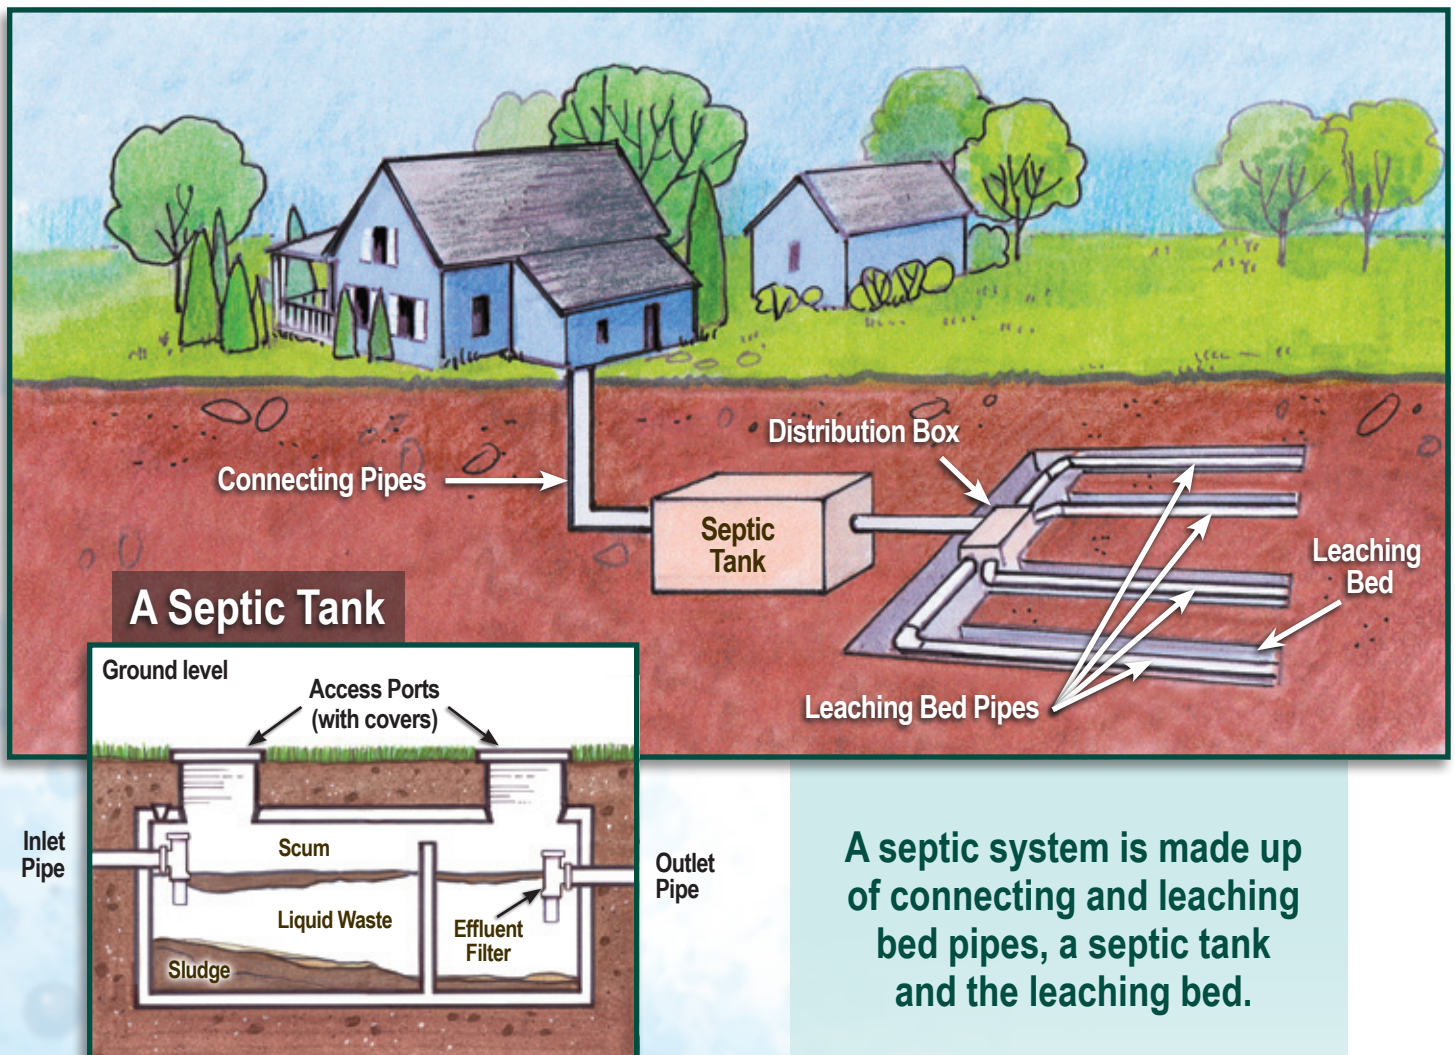 Distribution Box
Connecting Pipes
Septic
Tank
Leaching
Bed
Leaching Bed Pipes
A Septic Tank
Ground level
Access Ports
(with covers)
Inlet
Pipe
Scum
Outlet
Pipe
Liquid Waste
Effluent
Filter
Sludge
A septic system is made up
of connecting and leaching
bed pipes, a septic tank
and the leaching bed.